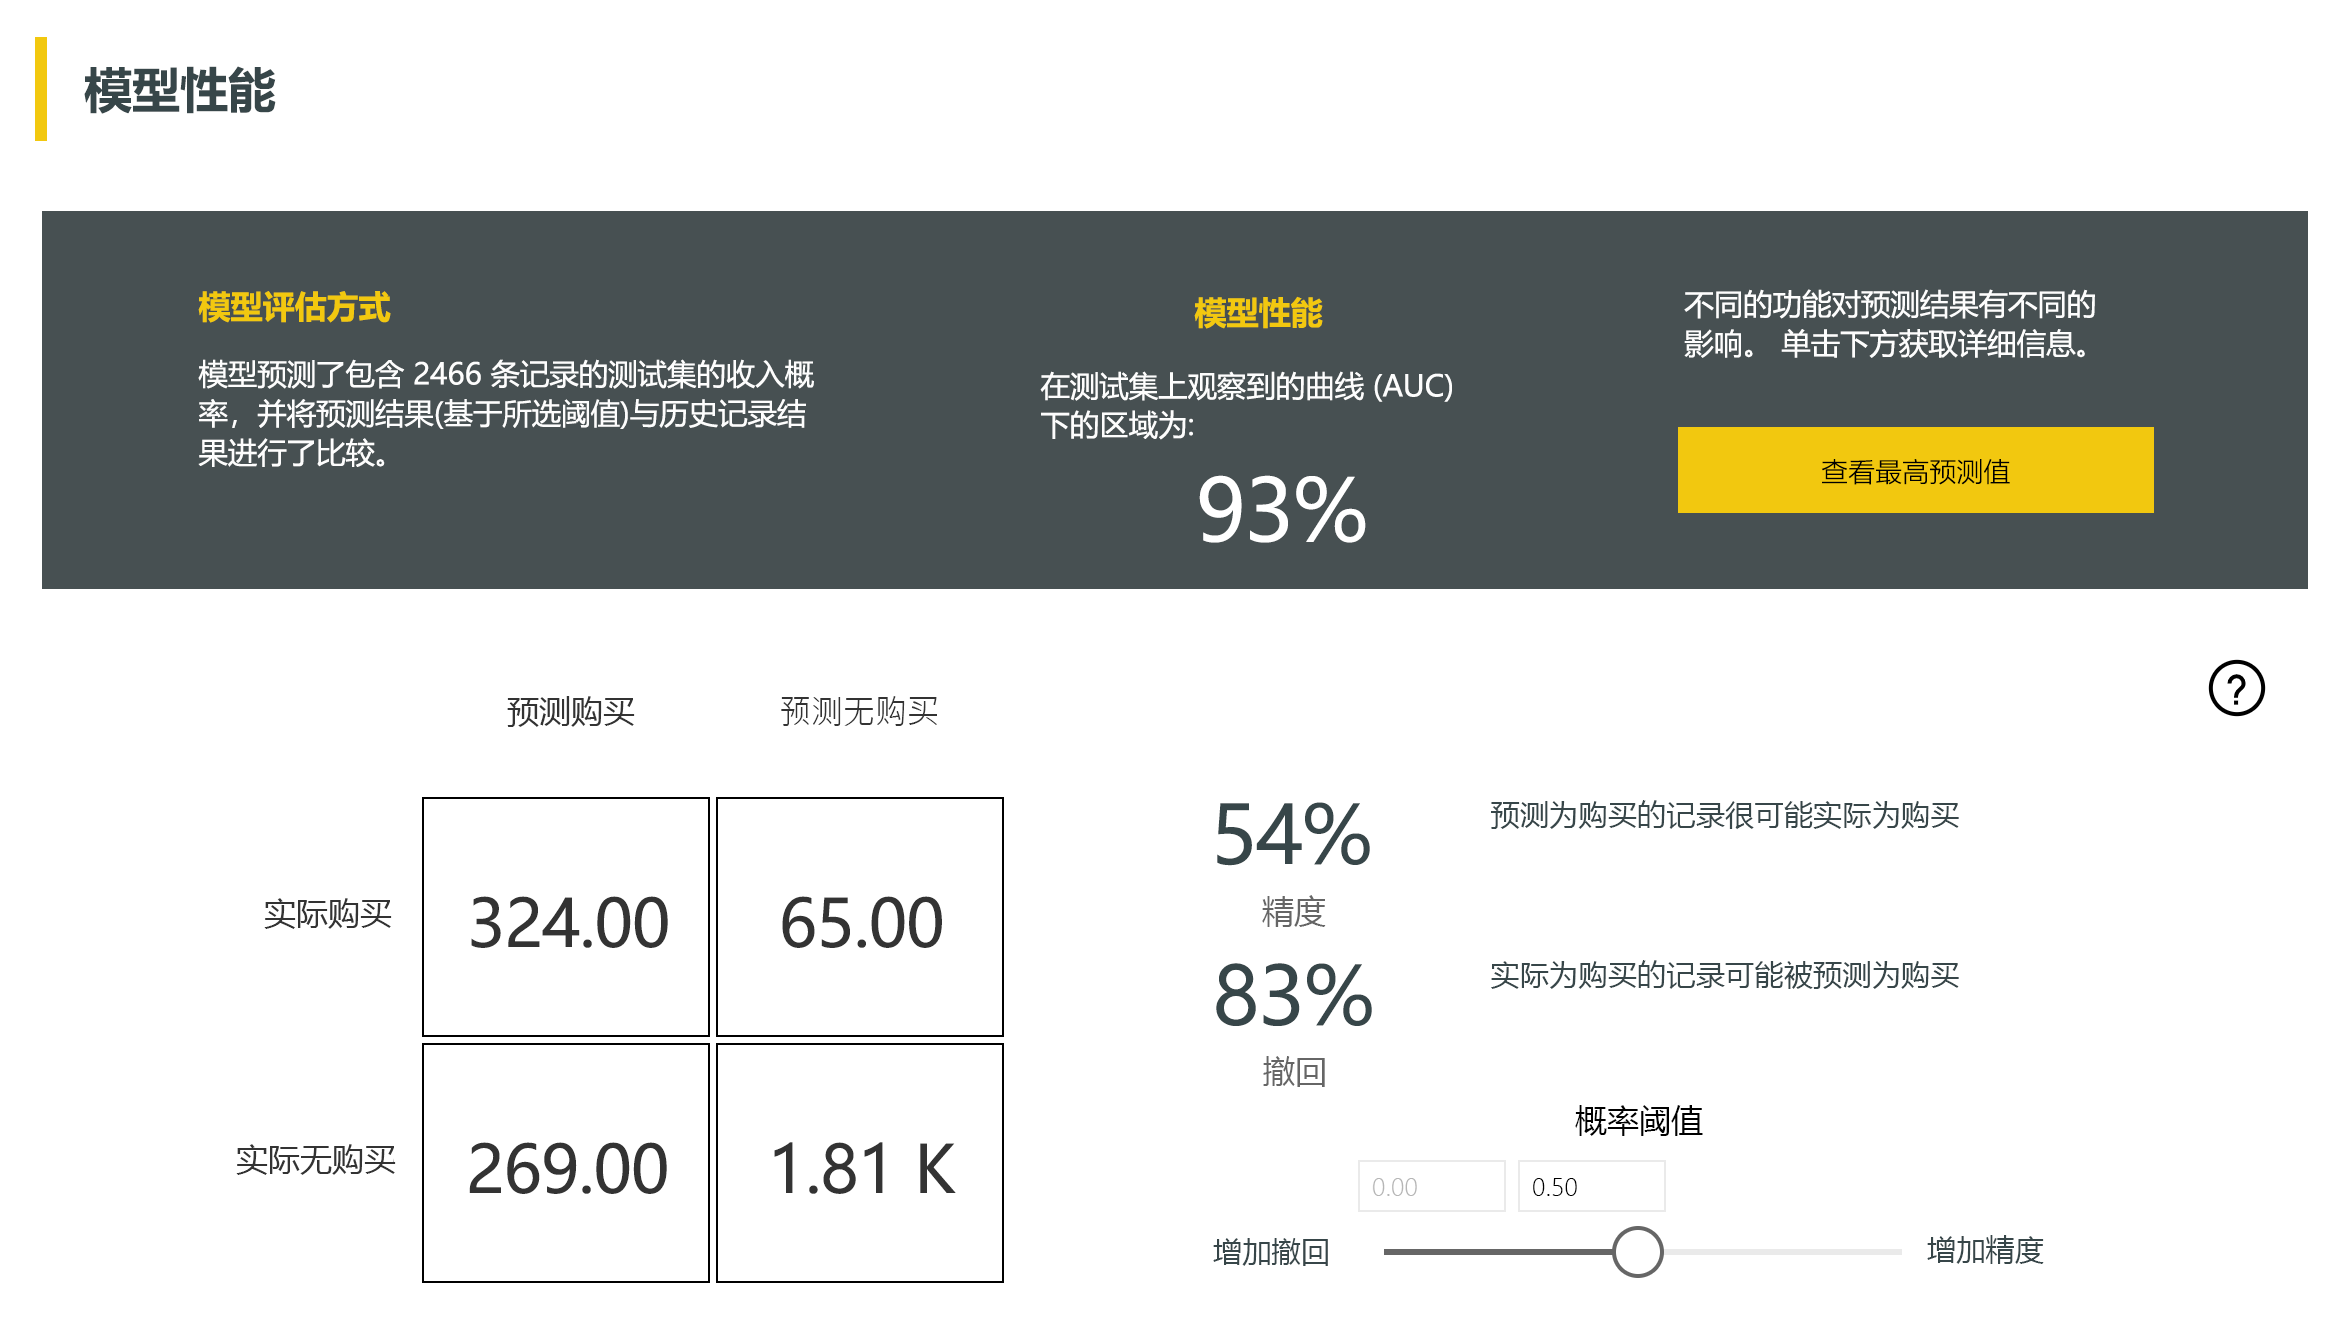 模型性能
模型评估方式
模型预测了包含 2466 条记录的测试集的收入概
率，并将预测结果(基于所选阈值)与历史记录结
果进行了比较。
模型性能
在测试集上观察到的曲线 (AUC)
下的区域为:
93%
不同的功能对预测结果有不同的
影响。 单击下方获取详细信息。
查看最高预测值
?
预测购买
预测无购买
实际购买
324.00
65.00
实际无购买
269.00
1.81 K
54%
精度
预测为购买的记录很可能实际为购买
83%
撤回
实际为购买的记录可能被预测为购买
概率阈值
0.00
0.50
增加撤回
增加精度